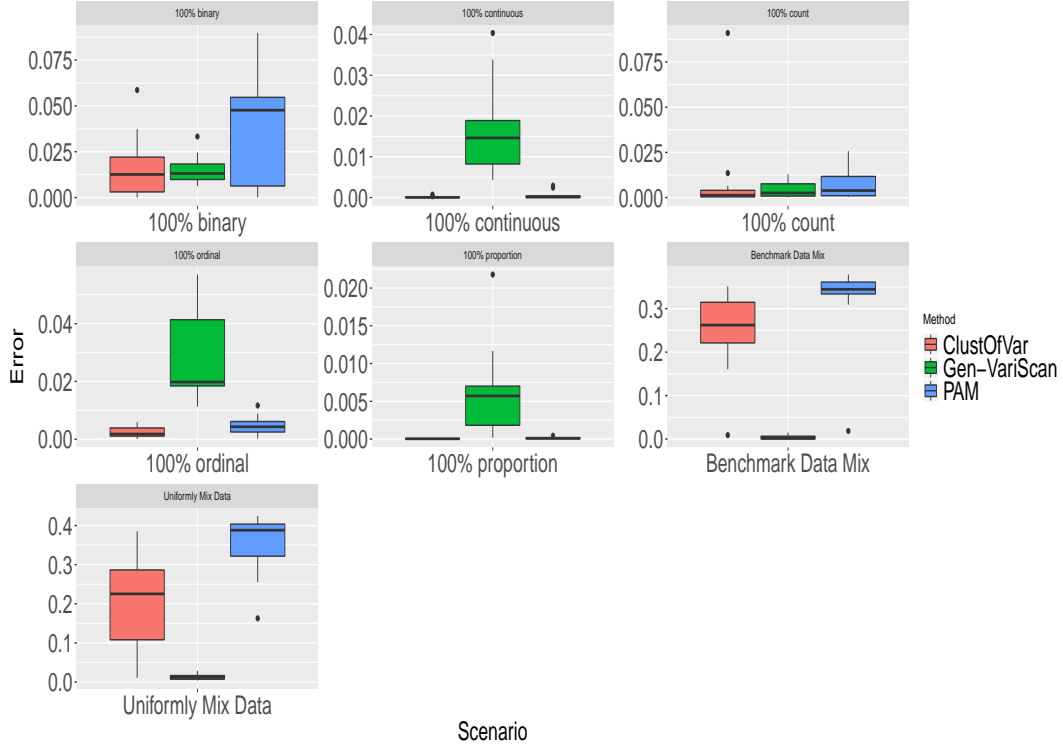 100% binary
100% continuous
100% count
0.075
0.050
0.025
0.000
0.04
0.03
0.02
0.01
0.00
0.075
0.050
0.025
0.000
100% binary
100% continuous
100% count
100% ordinal
100% proportion
Benchmark Data Mix
0.04
0.02
0.00
0.020
0.015
0.010
0.005
0.000
0.3
0.2
0.1
0.0
100% ordinal
100% proportion
Benchmark Data Mix
Uniformly Mix Data
0.4
0.3
0.2
0.1
0.0
Uniformly Mix Data
Error
Scenario
Method
ClustOfVar
Gen-VariScan
PAM